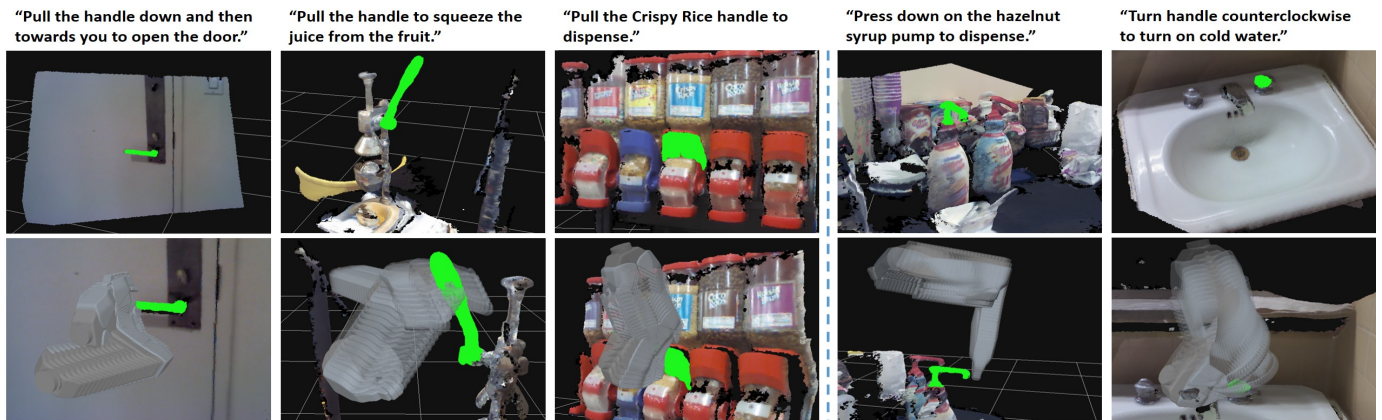 “Pull the handle down and then
towards you to open the door.”
“Pull the handle to squeeze the
juice from the fruit.”
“Pull the Crispy Rice handle to
dispense.”
“Press down on the hazelnut
syrup pump to dispense.”
“Turn handle counterclockwise
to turn on cold water.”